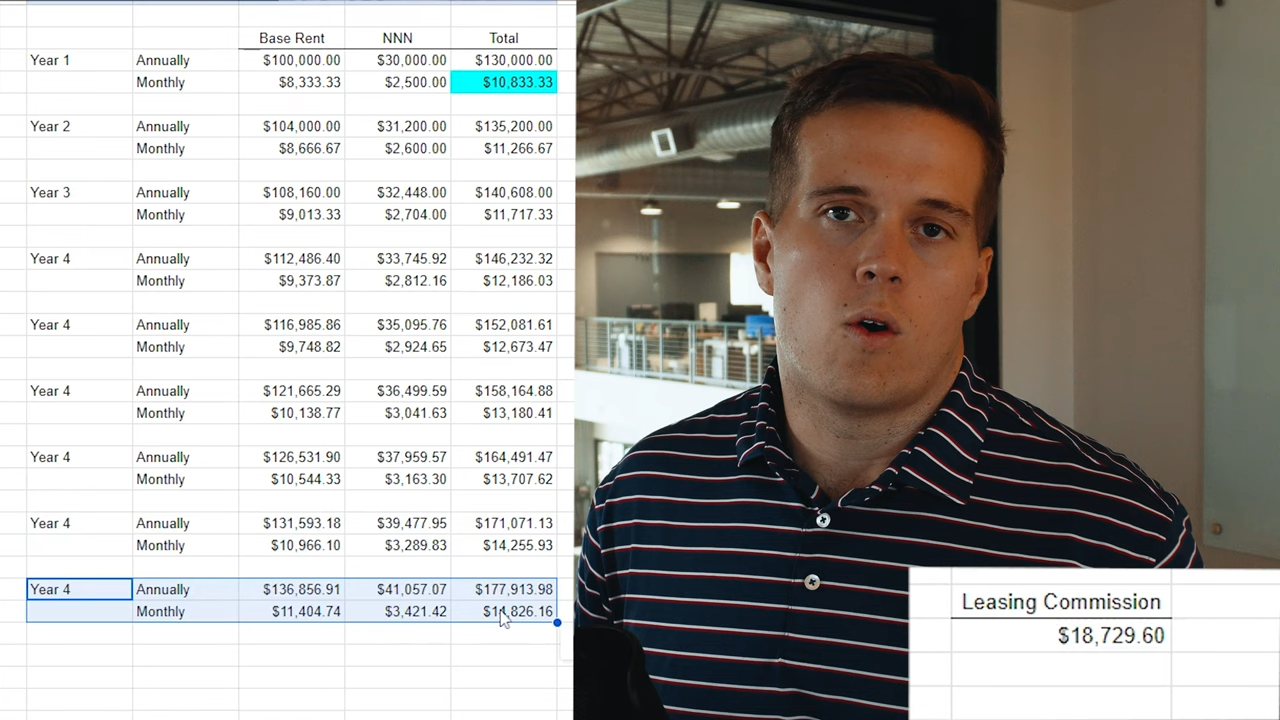 Base Rent NNN Total
Year 1 Annually $100,000.00 $30,000.00 $130,000.00
Monthly $8,333.33 $2,500.00 $10,833.33
Year 2 Annually $104,000.00 $31,200.00 $135,200.00
Monthly $8,666.67 $2,600.00 $11,266.67
Year 3 Annually $108,160.00 $32,448.00 $140,608.00
Monthly $9,013.33 $2,704.00 $11,717.33
Year 4 Annually $112,486.40 $33,745.92 $146,232.32
Monthly $9,373.87 $2,812.16 $12,186.03
Year 4 Annually $116,985.86 $35,095.76 $152,081.61
Monthly $9,748.82 $2,924.65 $12,673.47
Year 4 Annually $121,665.29 $36,499.59 $158,164.88
Monthly $10,138.77 $3,041.63 $13,180.41
Year 4 Annually $126,531.90 $37,959.57 $164,491.47
Monthly $10,544.33 $3,163.30 $13,707.62
Year 4 Annually $131,593.18 $39,477.95 $171,071.13
Monthly $10,966.10 $3,289.83 $14,255.93
Year 4 Annually $136,856.91 $41,057.07 $177,913.98
Monthly $11,404.74 $3,421.42 $14,826.16
Leasing Commission
$18,729.60